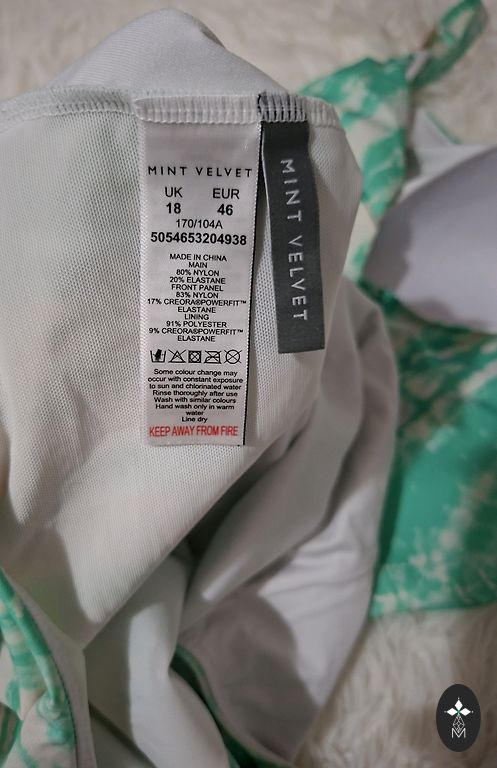 MINT VELVET
UK EUR
18 46
170/104A
5054653204938
MADE IN CHINA
MAIN
80% NYLON
20% ELASTANE
FRONT PANEL
83% NYLON
17% CREORA®POWERFIT™
ELASTANE
LINING
91% POLYESTER
9% CREORA®POWERFIT™
ELASTANE
Some colour change may
occur with constant exposure
to sun and chlorinated water
Rinse thoroughly after use
Wash with similar colours
Hand wash only in warm
water
Line dry
KEEP AWAY FROM FIRE
MINT VELVET
M